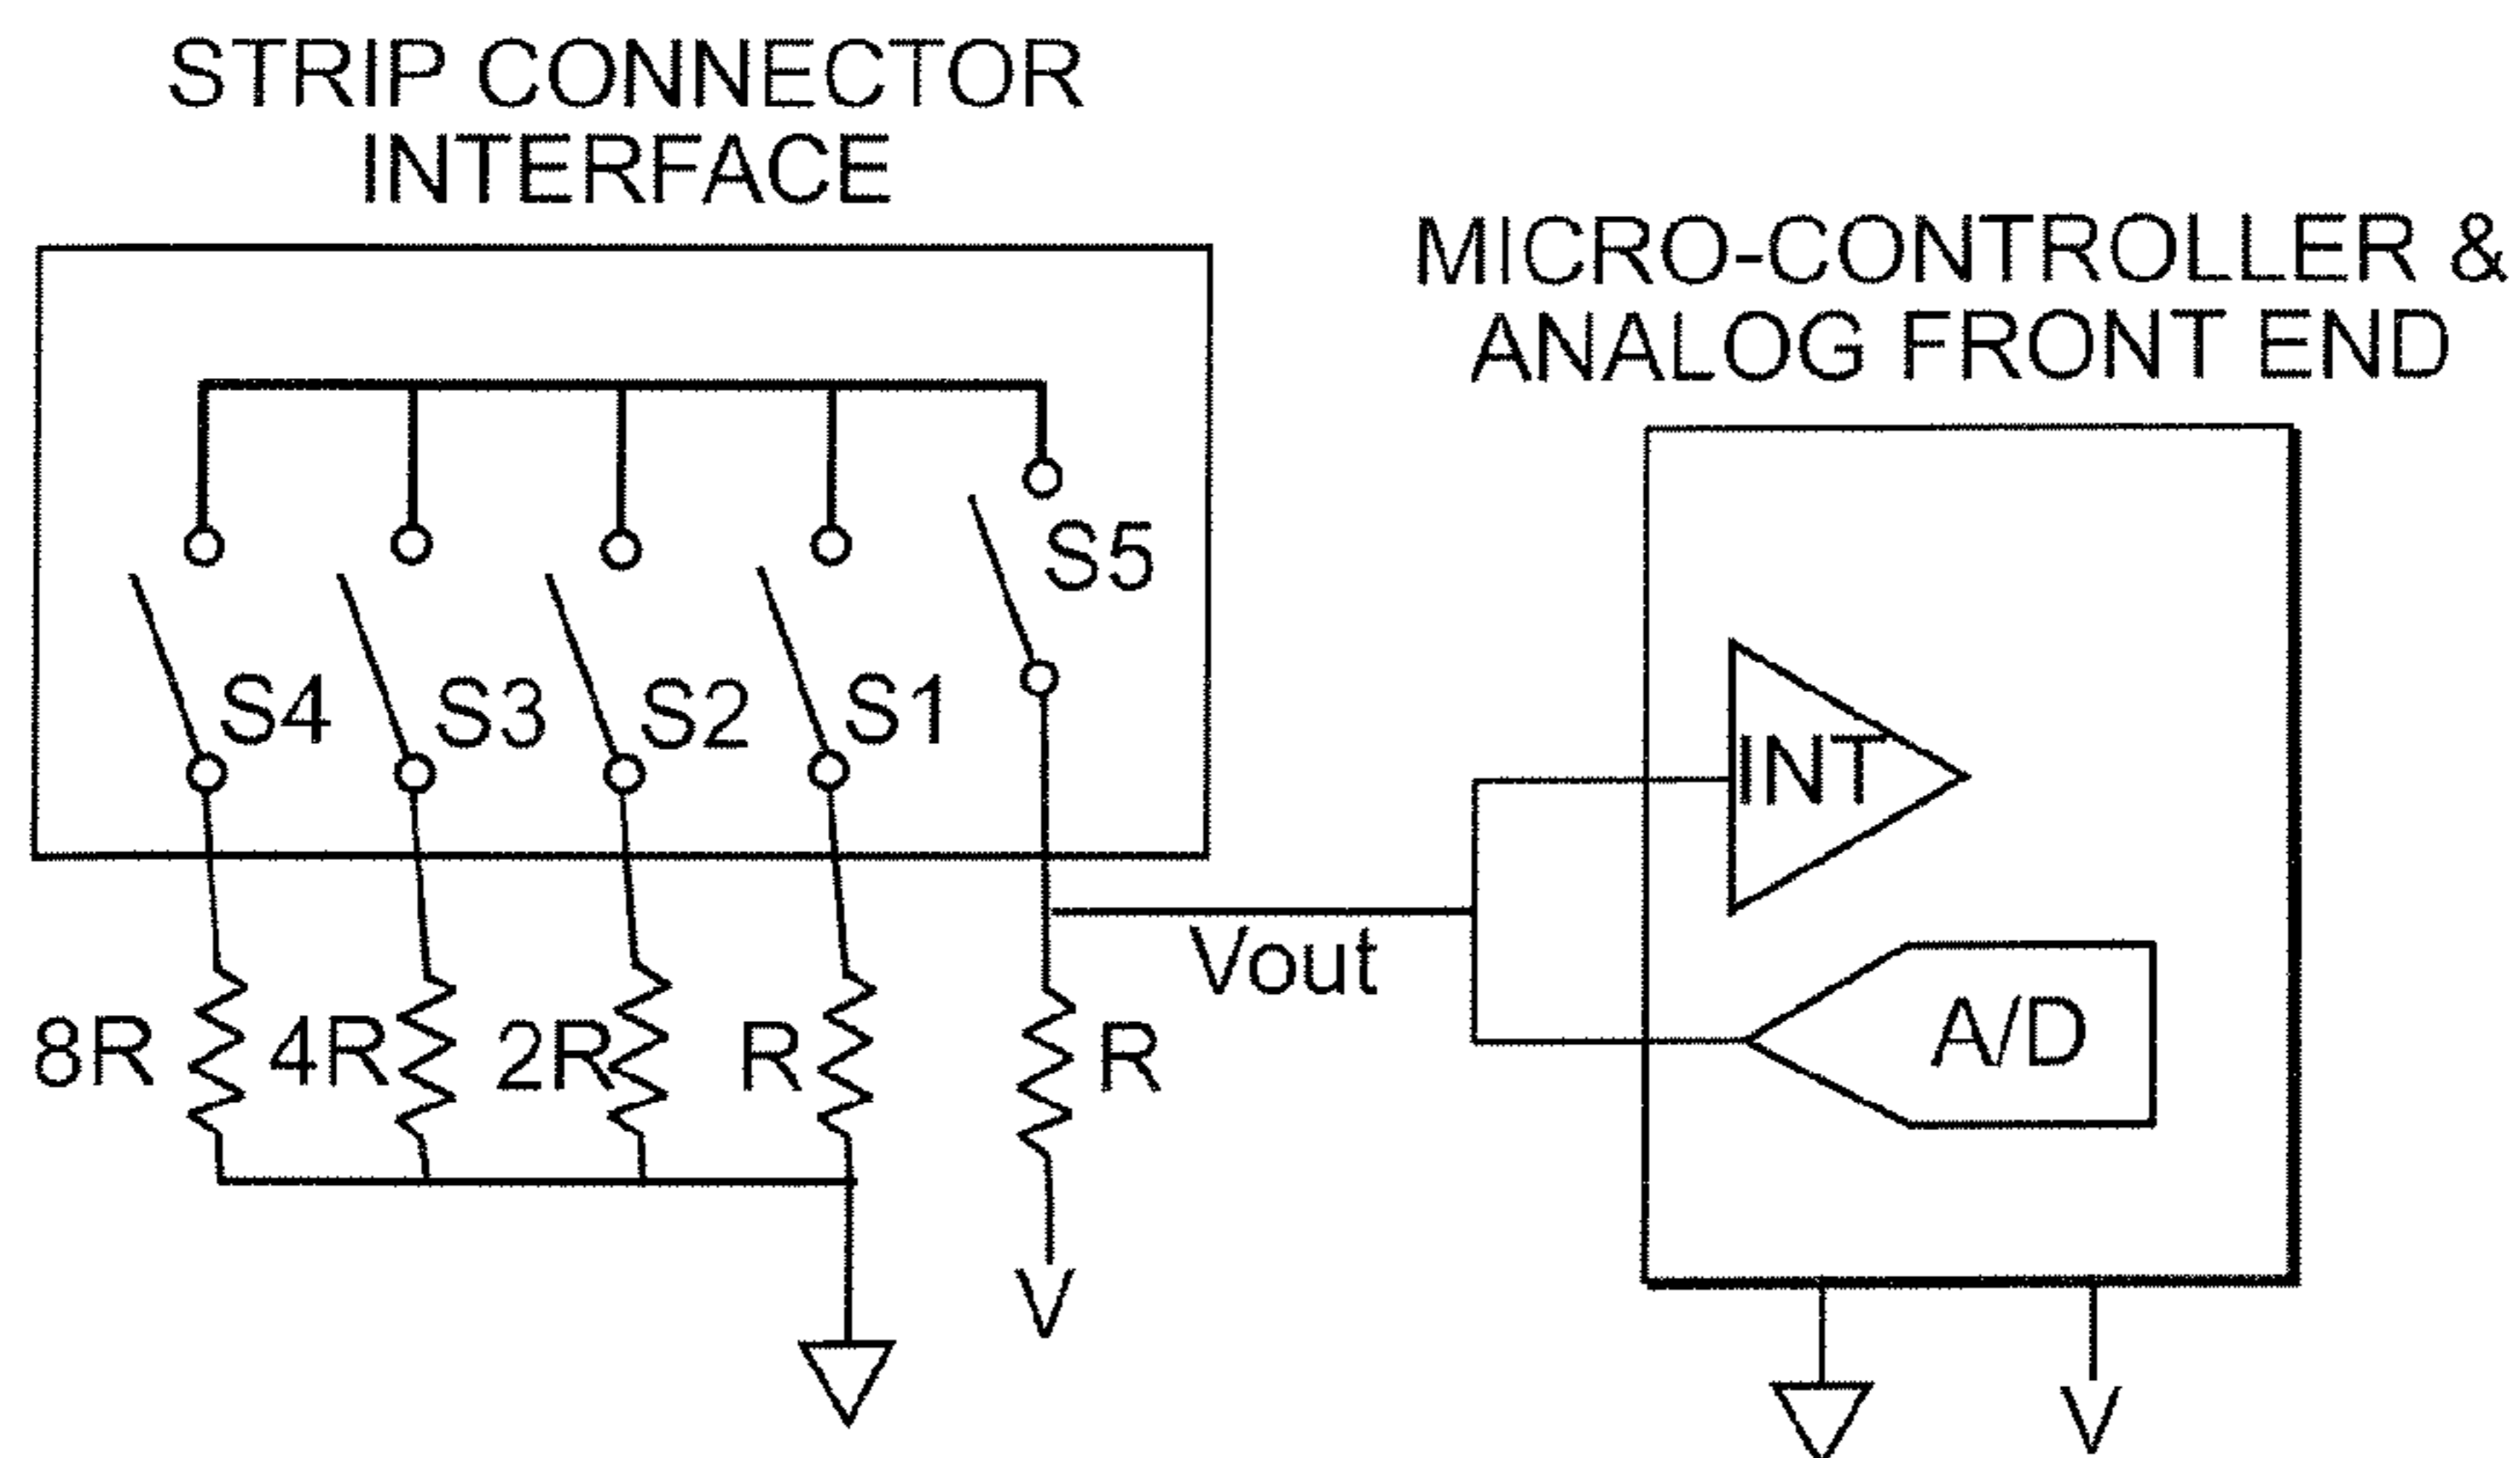 STRIP CONNECTOR
INTERFACE
MICRO-CONTROLLER &
ANALOG FRONT END
S5
S4
S3
S2
S1
INT
Vout
8R
4R
2R
R
R
A/D
V
V